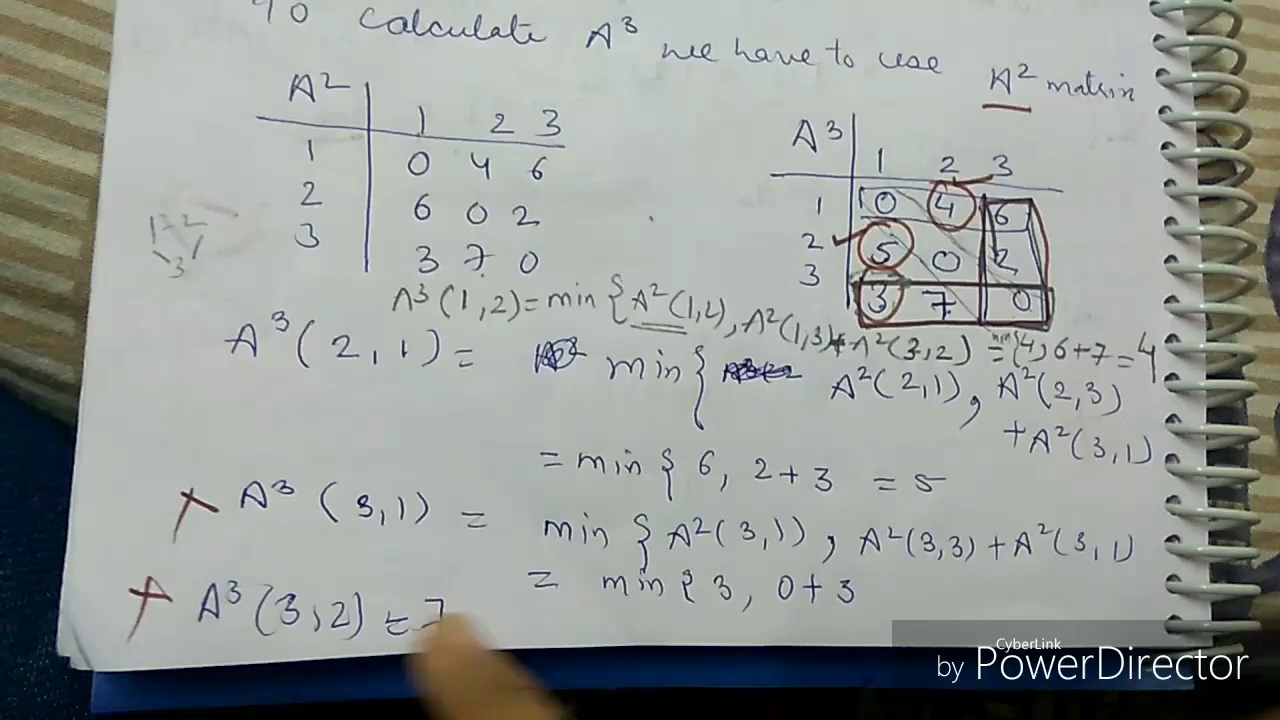 To calculate A³ we have to use A² matrix
A² 1 2 3
1 0 4 6
2 6 0 2
3 3 7 0
A³ 1 2 3
1 0 4 6
2 5 0 2
3 3 7 0
1 2
3
A³(1,2) = min { A²(1,2), A²(1,3) + A²(3,2) = min{4, 6+7 = 4
A³(2,1) = min { A²(2,1), A²(2,3)
+ A²(3,1)
= min { 6, 2+3 = 5
A³ (3,1) = min { A²(3,1), A²(3,3) + A²(3,1)
= min { 3, 0+3
A³(3,2) = 7
CyberLink
by PowerDirector